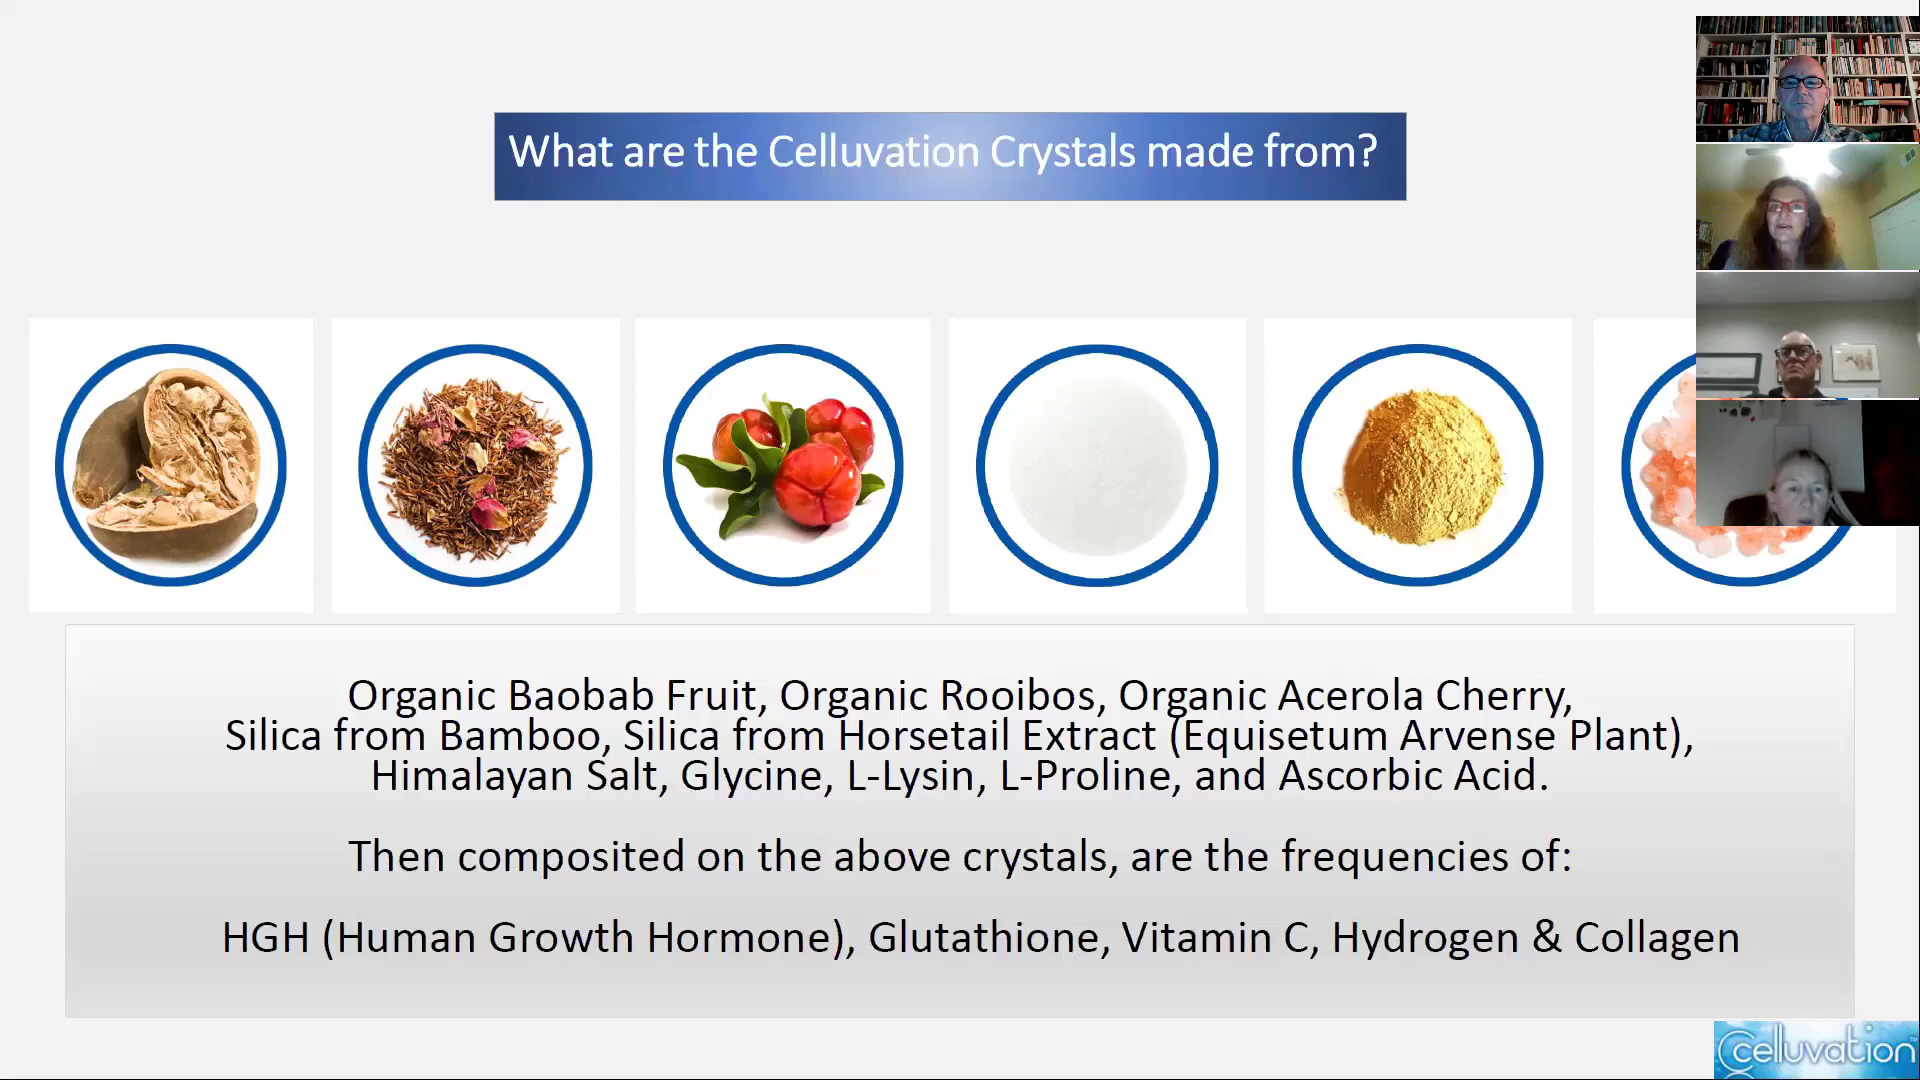 What are the Celluvation Crystals made from?
Organic Baobab Fruit, Organic Rooibos, Organic Acerola Cherry,
Silica from Bamboo, Silica from Horsetail Extract (Equisetum Arvense Plant),
Himalayan Salt, Glycine, L-Lysin, L-Proline, and Ascorbic Acid.
Then composited on the above crystals, are the frequencies of:
HGH (Human Growth Hormone), Glutathione, Vitamin C, Hydrogen & Collagen
celluvation™